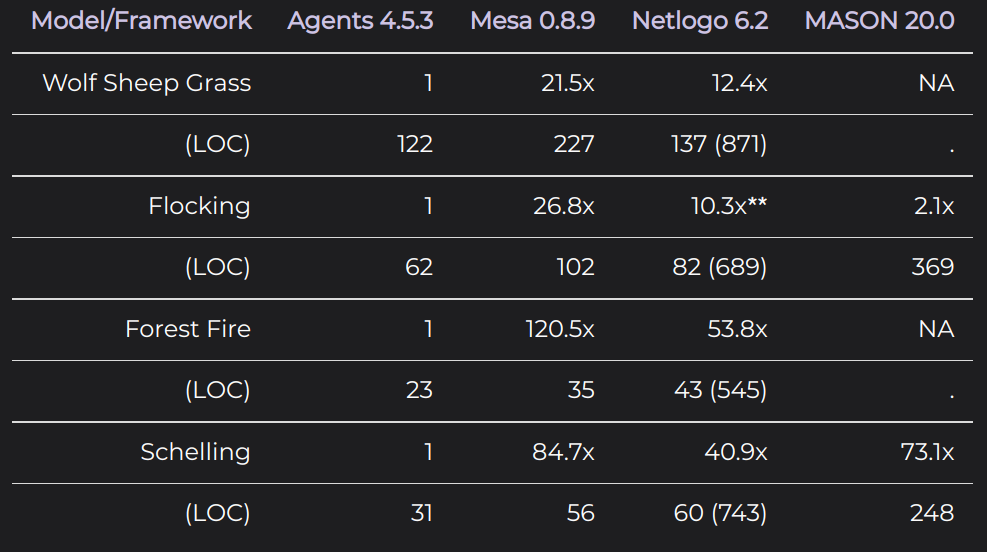 Model/Framework Agents 4.5.3 Mesa 0.8.9 Netlogo 6.2 MASON 20.0
Wolf Sheep Grass 1 21.5x 12.4x NA
(LOC) 122 227 137 (871) .
Flocking 1 26.8x 10.3x** 2.1x
(LOC) 62 102 82 (689) 369
Forest Fire 1 120.5x 53.8x NA
(LOC) 23 35 43 (545) .
Schelling 1 84.7x 40.9x 73.1x
(LOC) 31 56 60 (743) 248